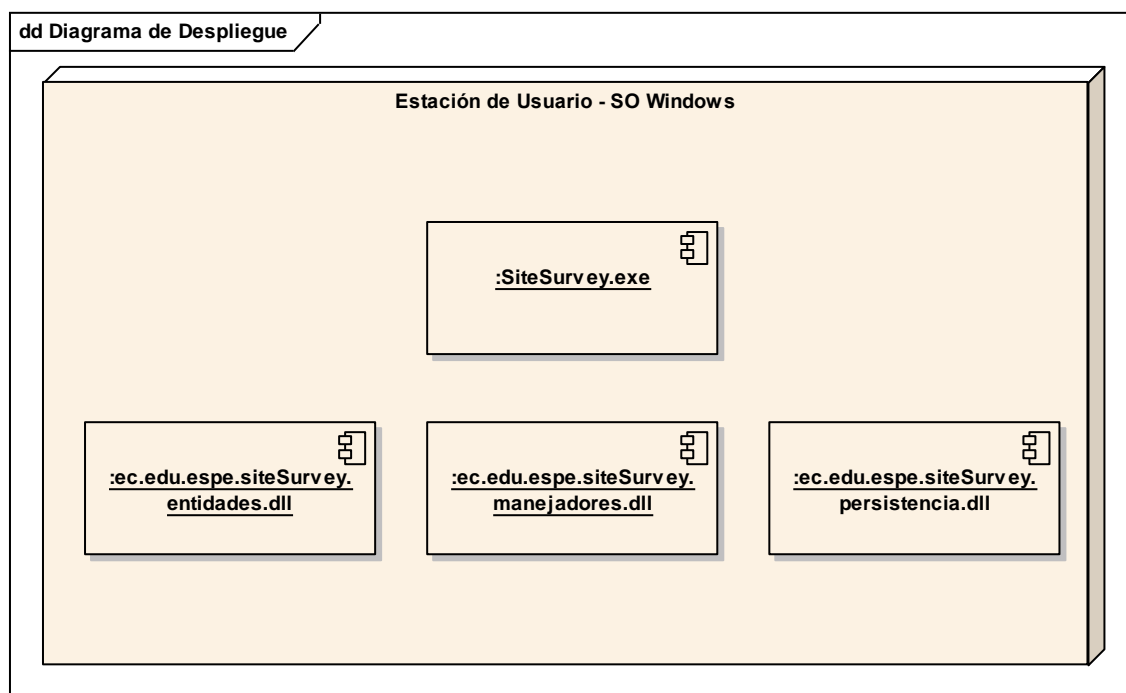 dd Diagrama de Despliegue
Estación de Usuario - SO Windows
:SiteSurvey.exe
:ec.edu.espe.siteSurvey.
entidades.dll
:ec.edu.espe.siteSurvey.
manejadores.dll
:ec.edu.espe.siteSurvey.
persistencia.dll